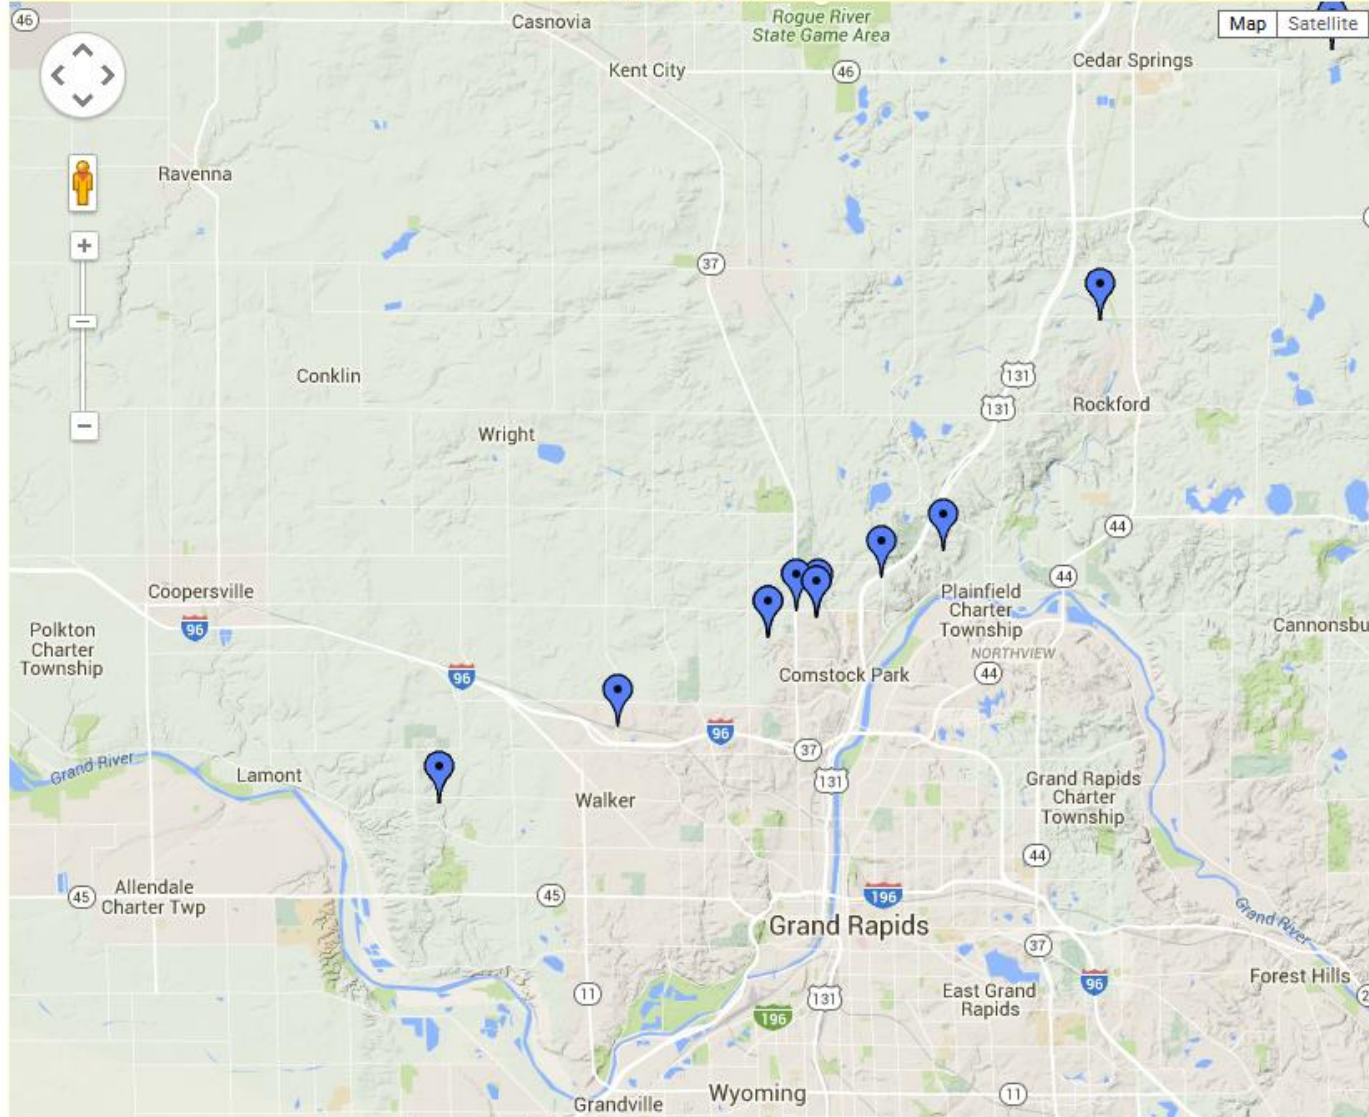 46
Casnovia
Rogue River
State Game Area
Map
Satellite
Kent City
46
Cedar Springs
Ravenna
+
37
−
131
Conklin
131
Rockford
−
Wright
44
44
Coopersville
Plainfield
Charter
Township
96
Polkton
Charter
Township
Cannonsbu
NORTHVIEW
96
Comstock Park
44
96
37
Grand River
Lamont
131
Grand Rapids
Charter
Township
Walker
44
45
Allendale
Charter Twp
45
196
Grand River
Grand Rapids
37
Forest Hills
96
11
131
East Grand
Rapids
2
196
Wyoming
11
Grandville